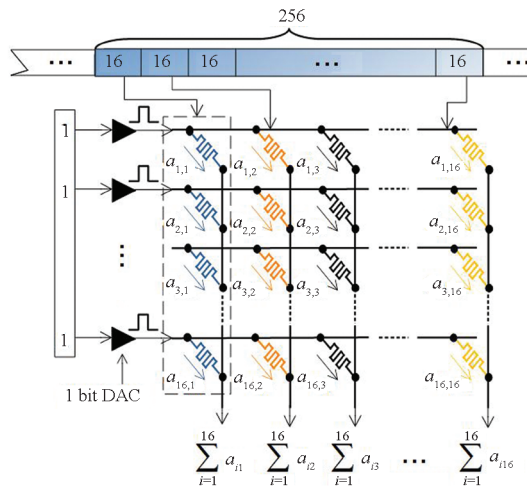 256
... 16 16 16 ... 16 ...
1
a1,1 a1,2 a1,3 a1,16
1
a2,1 a2,2 a2,3 a2,16
⋮
a3,1 a3,2 a3,3
1
a16,1 a16,2 a16,3 a16,16
1 bit DAC
16 16 16 16
∑ ai1 ∑ ai2 ∑ ai3 ... ∑ ai16
i=1 i=1 i=1 i=1